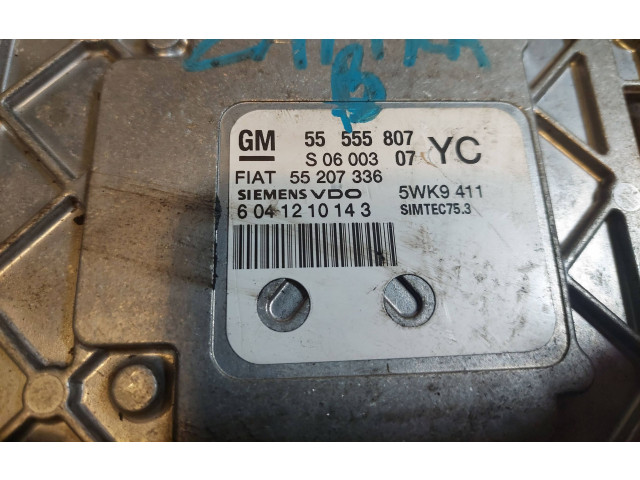 ZAFIRA
B
GM 55 555 807 YC
S 06 003 07
FIAT 55 207 336
SIEMENS VDO 5WK9 411
6 04 12 10 14 3 SIMTEC75.3